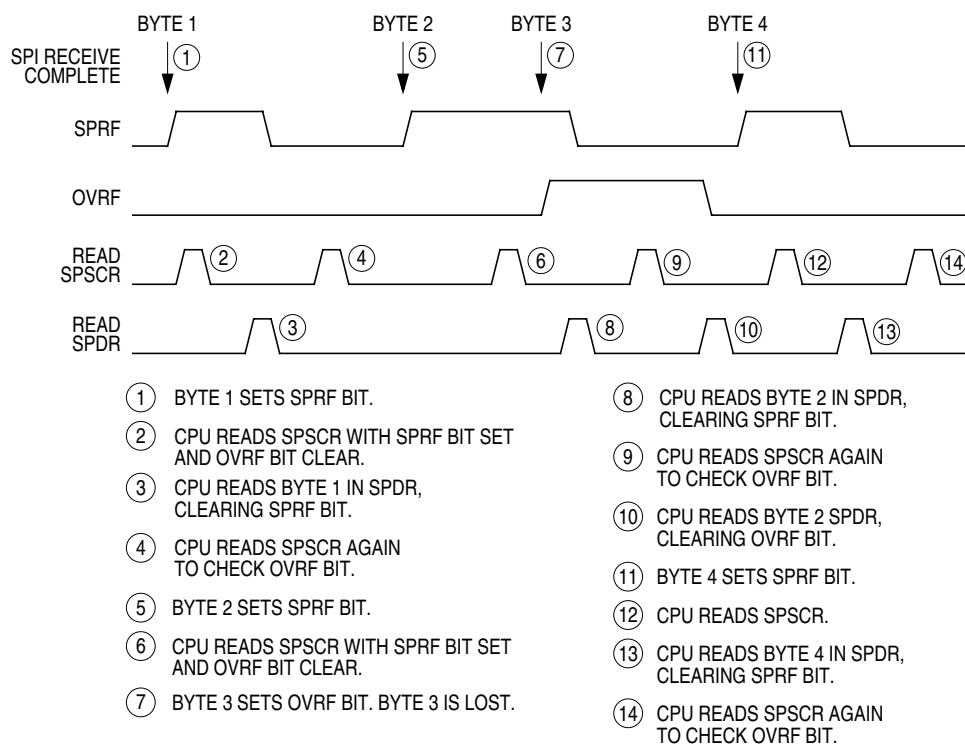 BYTE 1 BYTE 2 BYTE 3 BYTE 4
SPI RECEIVE
COMPLETE
1 5 7 11
SPRF
OVRF
READ
SPSCR
2 4 6 9 12 14
READ
SPDR
3 8 10 13
1 BYTE 1 SETS SPRF BIT.
2 CPU READS SPSCR WITH SPRF BIT SET
AND OVRF BIT CLEAR.
3 CPU READS BYTE 1 IN SPDR,
CLEARING SPRF BIT.
4 CPU READS SPSCR AGAIN
TO CHECK OVRF BIT.
5 BYTE 2 SETS SPRF BIT.
6 CPU READS SPSCR WITH SPRF BIT SET
AND OVRF BIT CLEAR.
7 BYTE 3 SETS OVRF BIT. BYTE 3 IS LOST.
8 CPU READS BYTE 2 IN SPDR,
CLEARING SPRF BIT.
9 CPU READS SPSCR AGAIN
TO CHECK OVRF BIT.
10 CPU READS BYTE 2 SPDR,
CLEARING OVRF BIT.
11 BYTE 4 SETS SPRF BIT.
12 CPU READS SPSCR.
13 CPU READS BYTE 4 IN SPDR,
CLEARING SPRF BIT.
14 CPU READS SPSCR AGAIN
TO CHECK OVRF BIT.